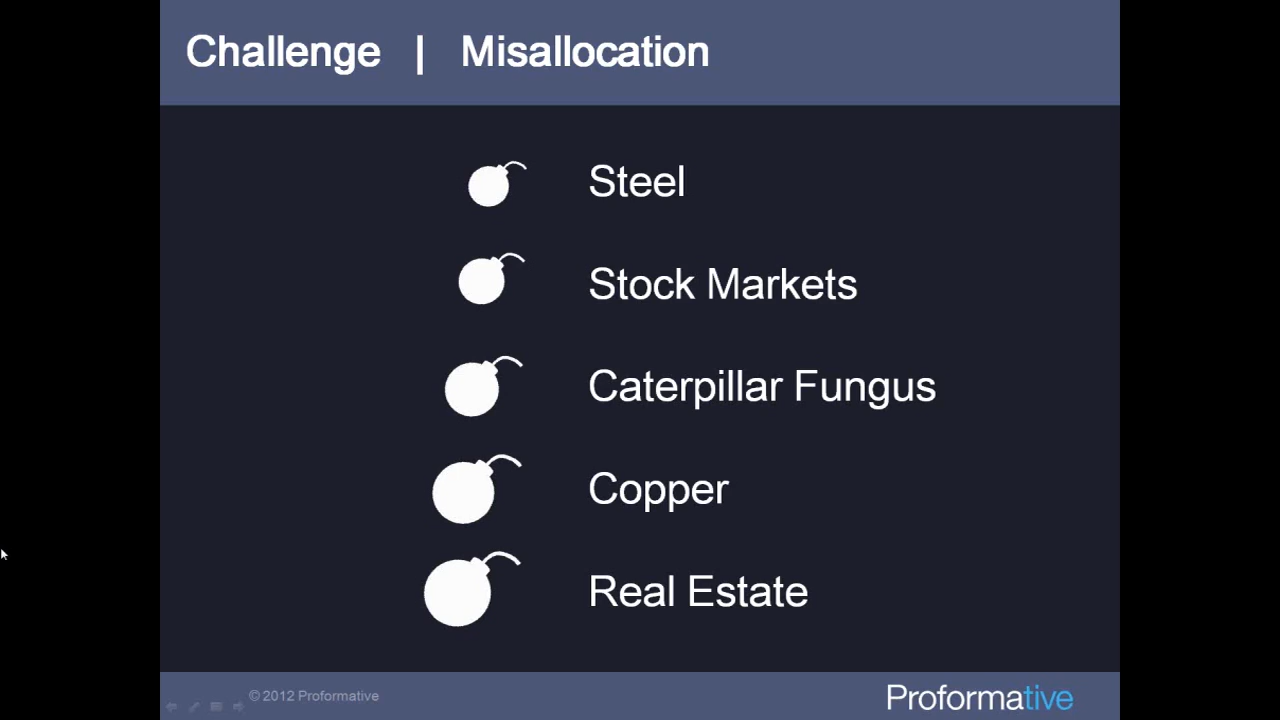 Challenge | Misallocation
Steel
Stock Markets
Caterpillar Fungus
Copper
Real Estate
© 2012 Proformative
Proformative